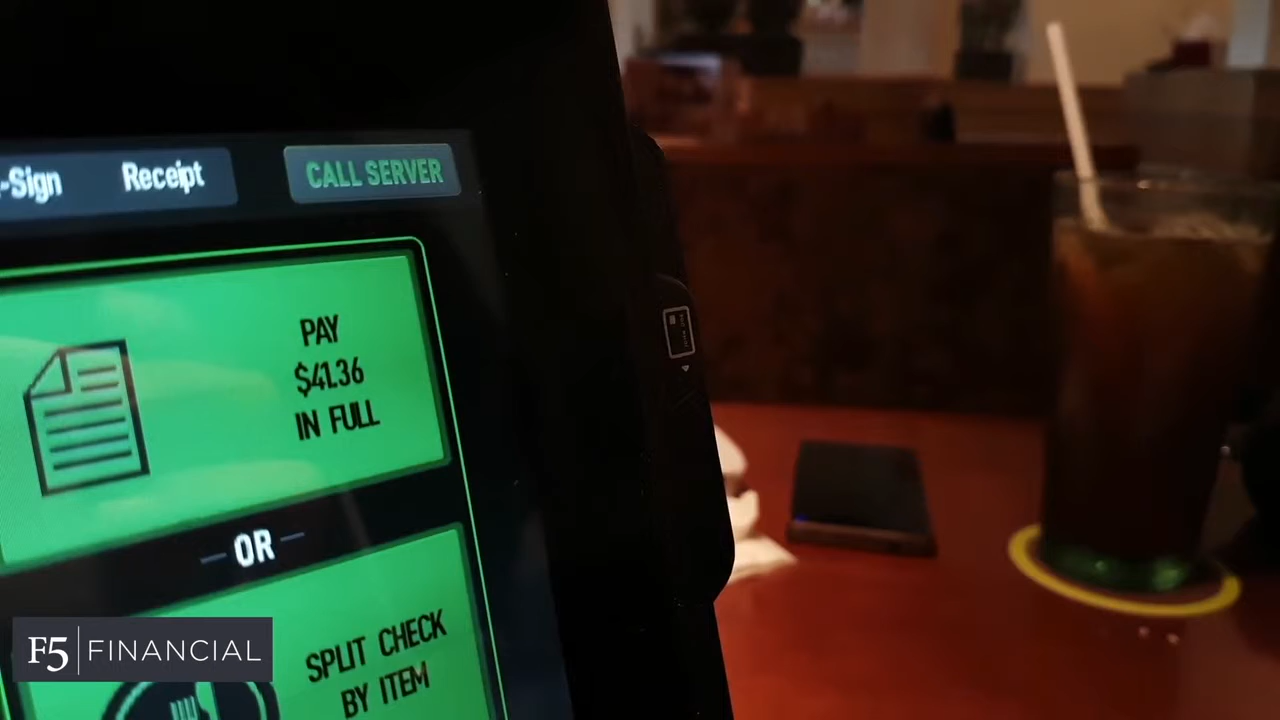 -Sign
Receipt
CALL SERVER
PAY
$41.36
IN FULL
OR
SPLIT CHECK
BY ITEM
F5 FINANCIAL